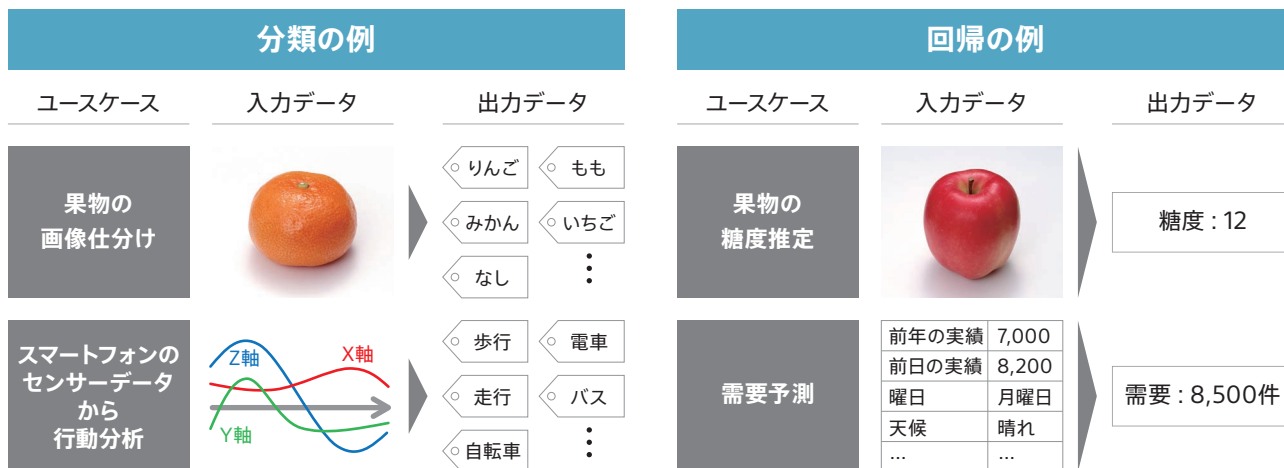 分類の例
ユースケース
入力データ
出力データ
果物の
画像仕分け
りんご
もも
みかん
いちご
なし
⋮
スマートフォンの
センサーデータ
から
行動分析
Z軸
X軸
Y軸
歩行
電車
走行
バス
自転車
⋮
回帰の例
ユースケース
入力データ
出力データ
果物の
糖度推定
糖度 : 12
需要予測
前年の実績 7,000
前日の実績 8,200
曜日 月曜日
天候 晴れ
… …
需要 : 8,500件